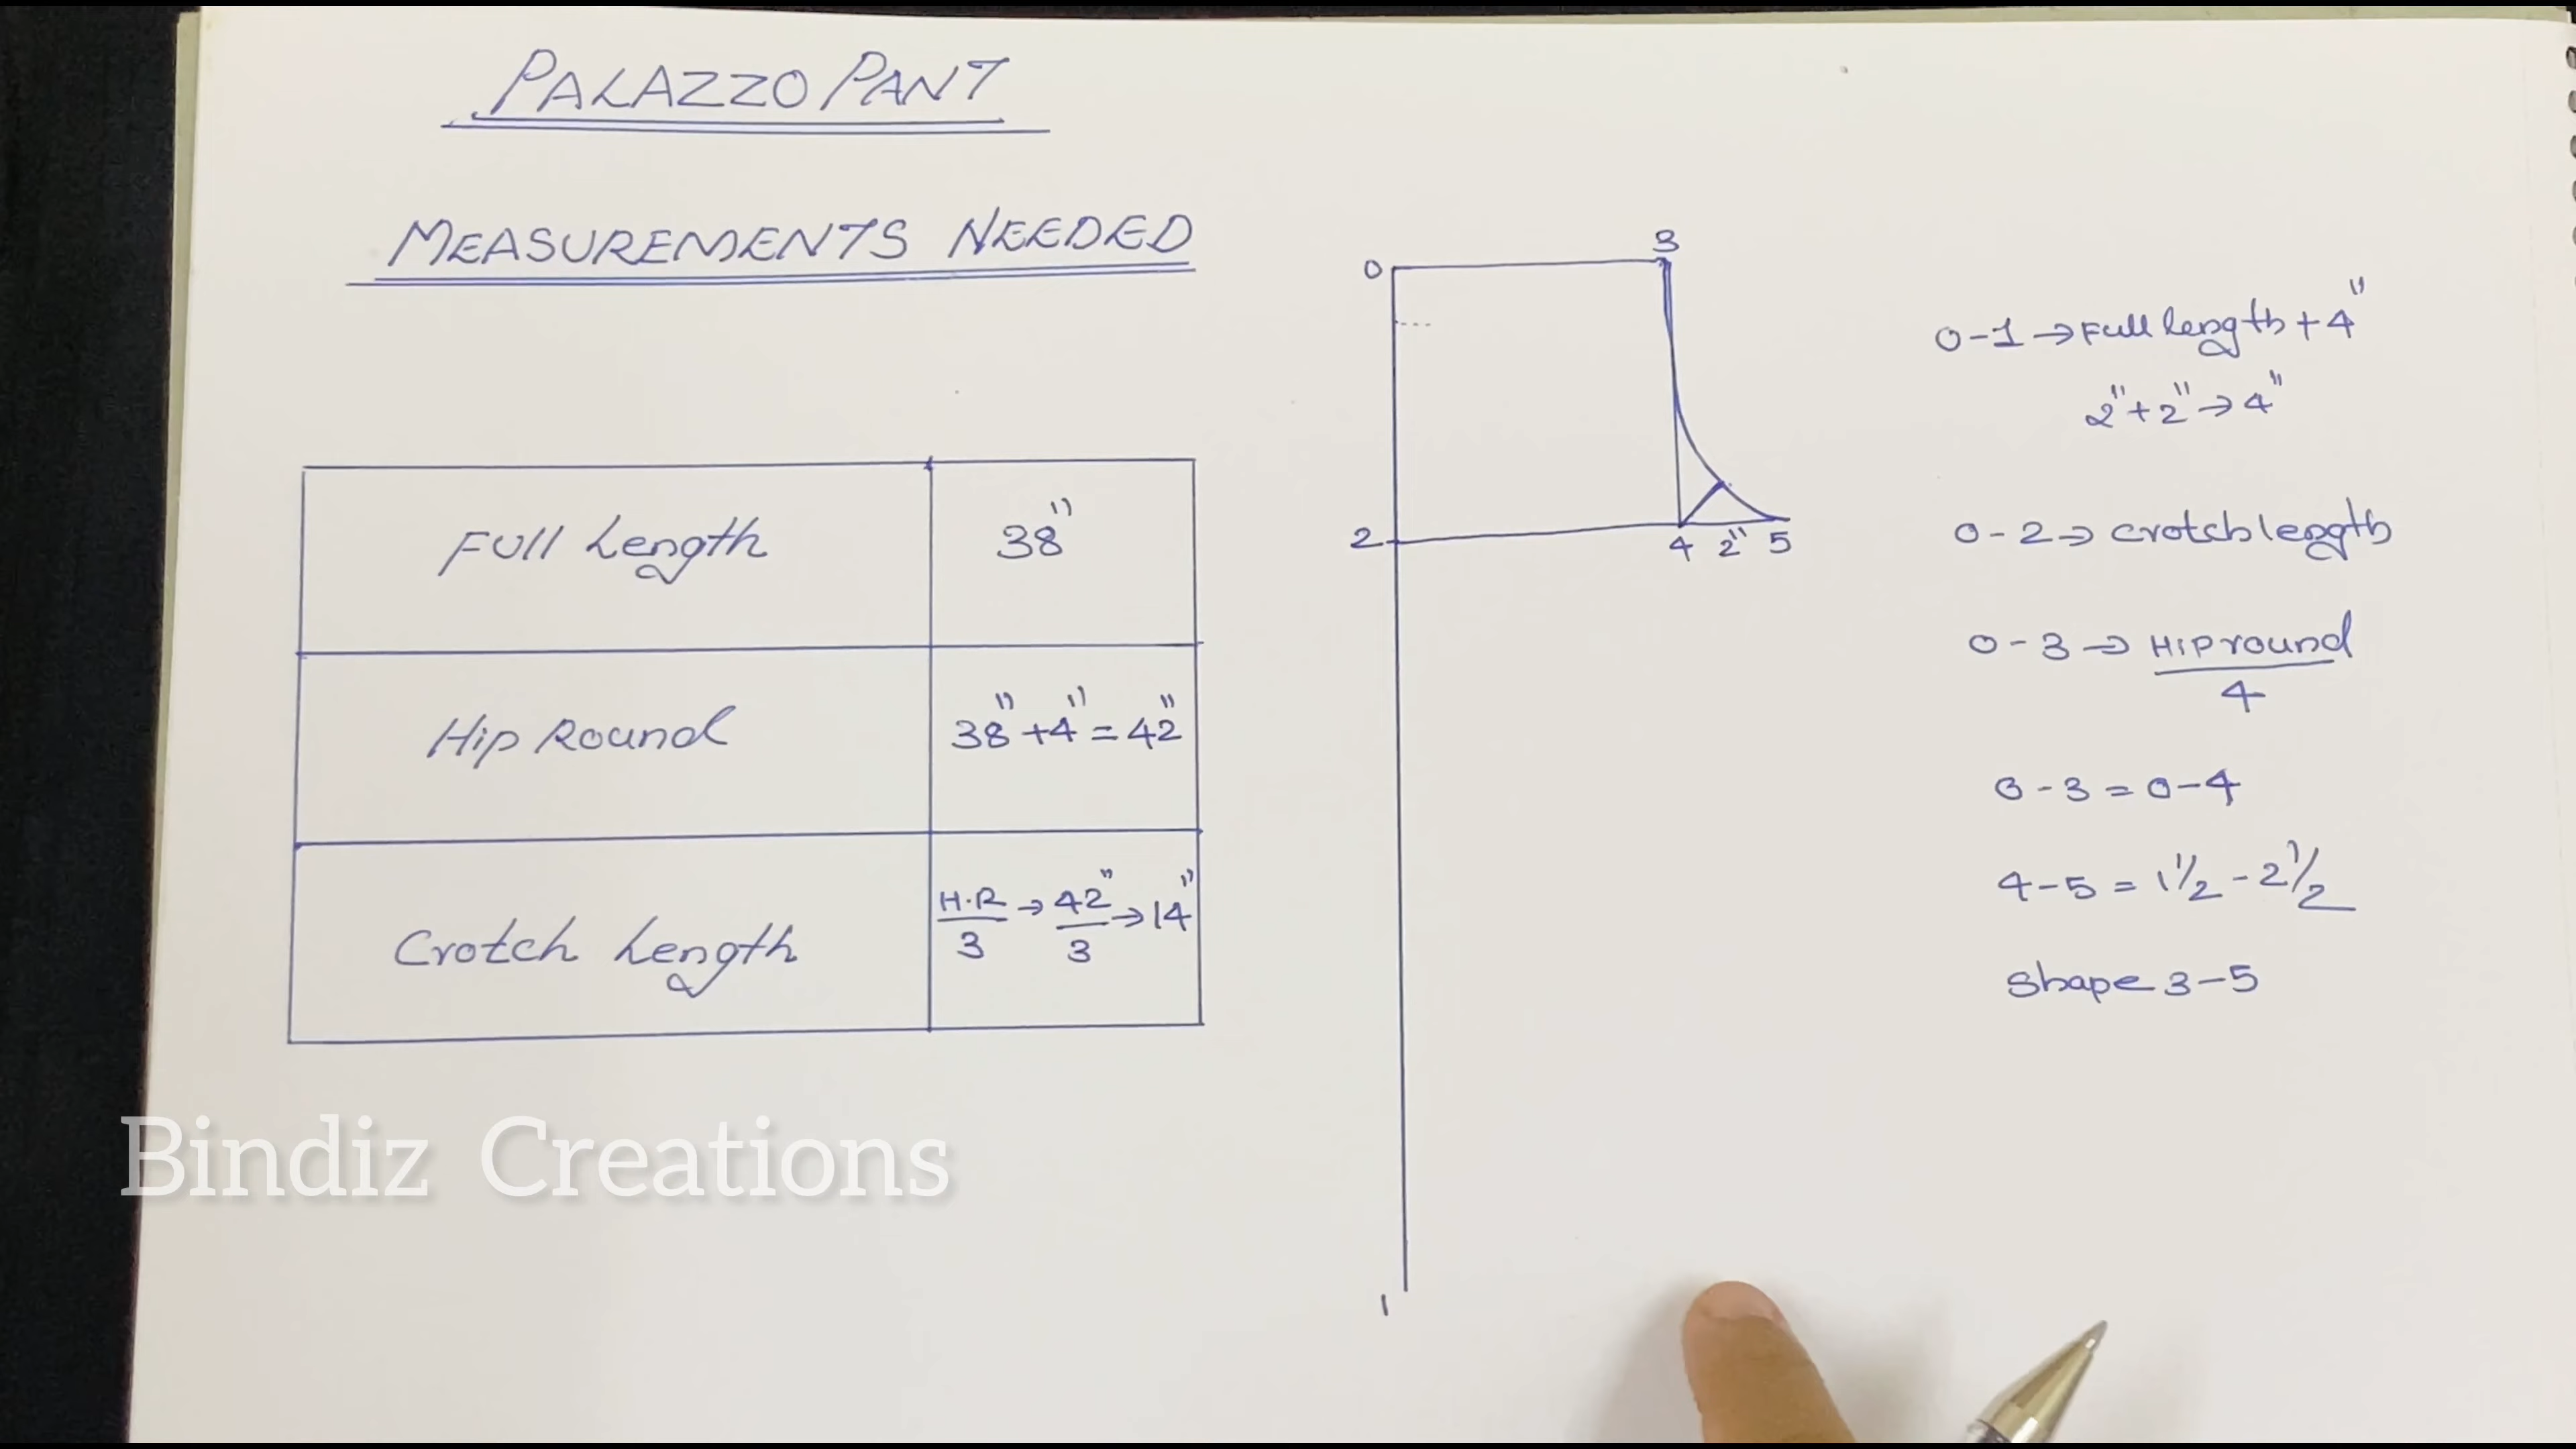 PALAZZO PANT
MEASUREMENTS NEEDED
Full Length 38"
Hip Round 38"+4"=42"
Crotch Length H.R/3 → 42"/3 → 14"
0 3
2 4 2" 5
1
0-1 → Full length + 4"
2"+2" → 4"
0-2 → crotch length
0-3 → Hip round/4
0-3 = 0-4
4-5 = 1½ - 2½
Shape 3-5
Bindiz Creations